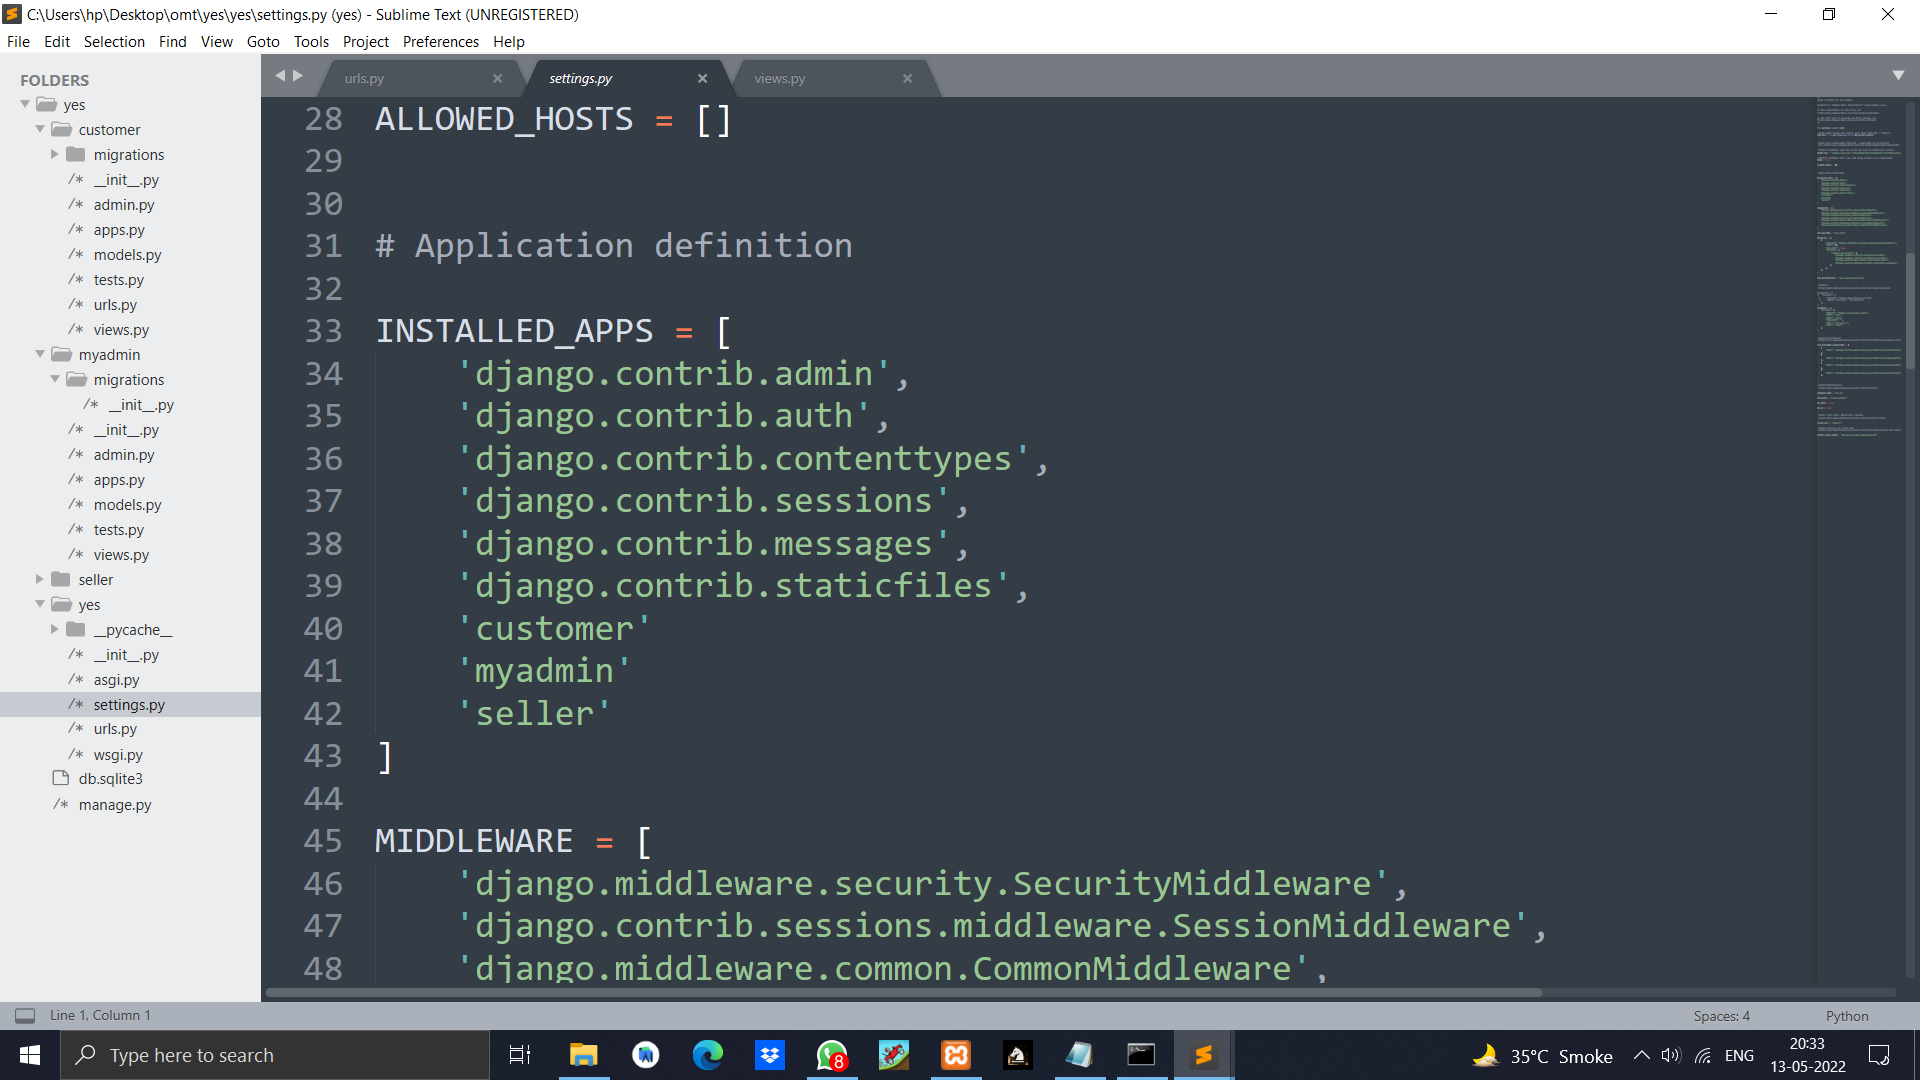 C:\Users\hp\Desktop\omt\yes\yes\settings.py (yes) - Sublime Text (UNREGISTERED)
File Edit Selection Find View Goto Tools Project Preferences Help
FOLDERS
yes
customer
migrations
/* __init__.py
/* admin.py
/* apps.py
/* models.py
/* tests.py
/* urls.py
/* views.py
myadmin
migrations
/* __init__.py
/* __init__.py
/* admin.py
/* apps.py
/* models.py
/* tests.py
/* views.py
seller
yes
__pycache__
/* __init__.py
/* asgi.py
/* settings.py
/* urls.py
/* wsgi.py
db.sqlite3
/* manage.py
urls.py settings.py views.py
28 ALLOWED_HOSTS = []
29
30
31 # Application definition
32
33 INSTALLED_APPS = [
34     'django.contrib.admin',
35     'django.contrib.auth',
36     'django.contrib.contenttypes',
37     'django.contrib.sessions',
38     'django.contrib.messages',
39     'django.contrib.staticfiles',
40     'customer'
41     'myadmin'
42     'seller'
43 ]
44
45 MIDDLEWARE = [
46     'django.middleware.security.SecurityMiddleware',
47     'django.contrib.sessions.middleware.SessionMiddleware',
48     'django.middleware.common.CommonMiddleware',
Line 1, Column 1 Spaces: 4 Python
Type here to search
8
35°C Smoke
ENG
20:33
13-05-2022